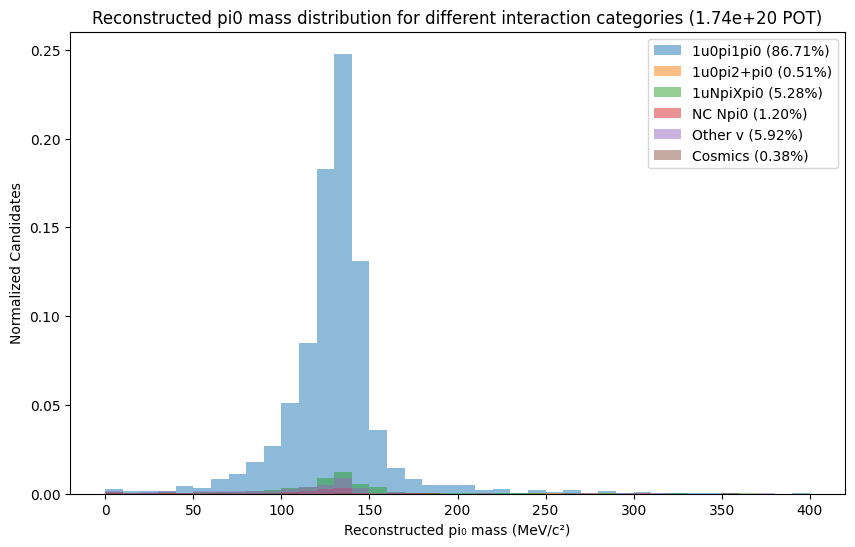 Reconstructed pi0 mass distribution for different interaction categories (1.74e+20 POT)
1u0pi1pi0 (86.71%)
1u0pi2+pi0 (0.51%)
1uNpiXpi0 (5.28%)
NC Npi0 (1.20%)
Other v (5.92%)
Cosmics (0.38%)
Normalized Candidates
0.25
0.20
0.15
0.10
0.05
0.00
0 50 100 150 200 250 300 350 400
Reconstructed pi₀ mass (MeV/c²)